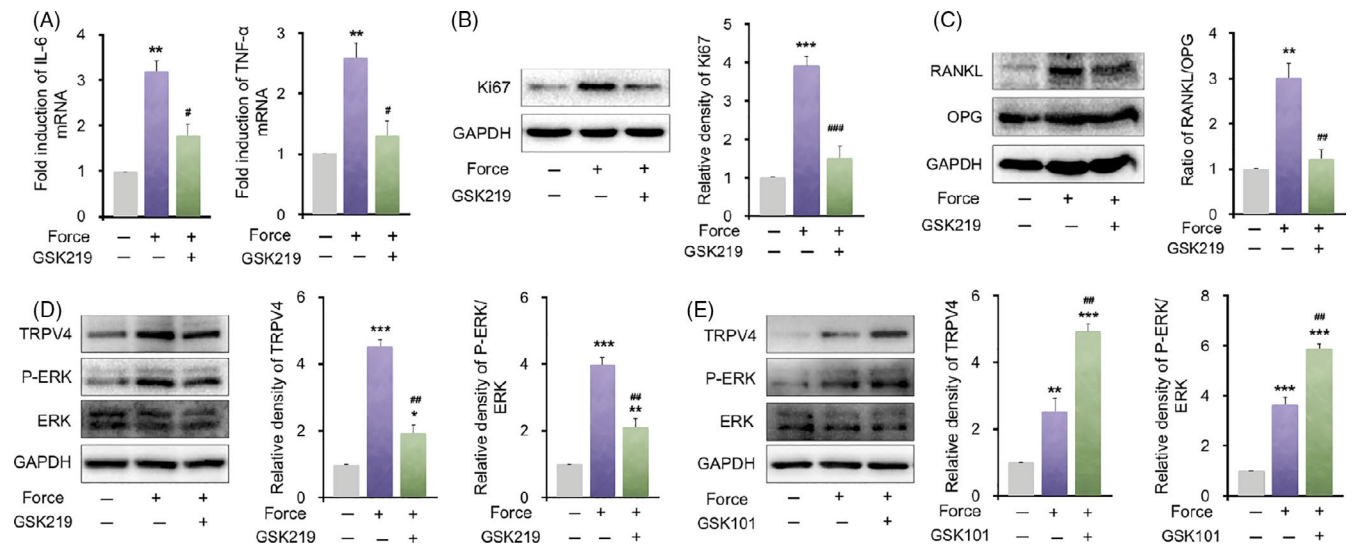 (A)
Fold induction of IL-6
mRNA
4
3
2
1
0
**
#
Force – + +
GSK219 – – +
Fold induction of TNF-α
mRNA
3
2
1
0
**
#
Force – + +
GSK219 – – +
(B)
Ki67
GAPDH
Force – + +
GSK219 – – +
Relative density of Ki67
5
4
3
2
1
0
***
###
Force – + +
GSK219 – – +
(C)
RANKL
OPG
GAPDH
Force – + +
GSK219 – – +
Ratio of RANKL/OPG
4
3
2
1
0
**
##
Force – + +
GSK219 – – +
(D)
TRPV4
P-ERK
ERK
GAPDH
Force – + +
GSK219 – – +
Relative density of TRPV4
6
4
2
0
***
##
*
Force – + +
GSK219 – – +
Relative density of P-ERK/
ERK
6
4
2
0
***
##
**
Force – + +
GSK219 – – +
(E)
TRPV4
P-ERK
ERK
GAPDH
Force – + +
GSK101 – – +
Relative density of TRPV4
6
4
2
0
**
##
***
Force – + +
GSK101 – – +
Relative density of P-ERK/
ERK
8
6
4
2
0
***
##
***
Force – + +
GSK101 – – +